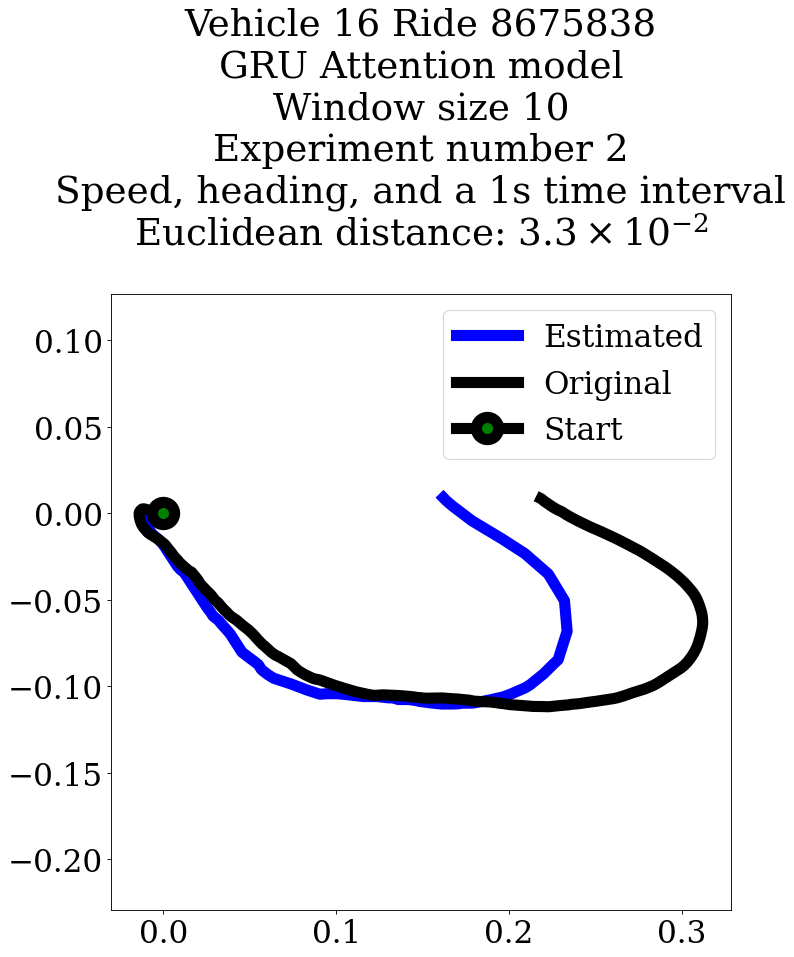 Vehicle 16 Ride 8675838
GRU Attention model
Window size 10
Experiment number 2
Speed, heading, and a 1s time interval
Euclidean distance: 3.3 × 10⁻²
Estimated
Original
Start
0.10
0.05
0.00
−0.05
−0.10
−0.15
−0.20
0.0 0.1 0.2 0.3